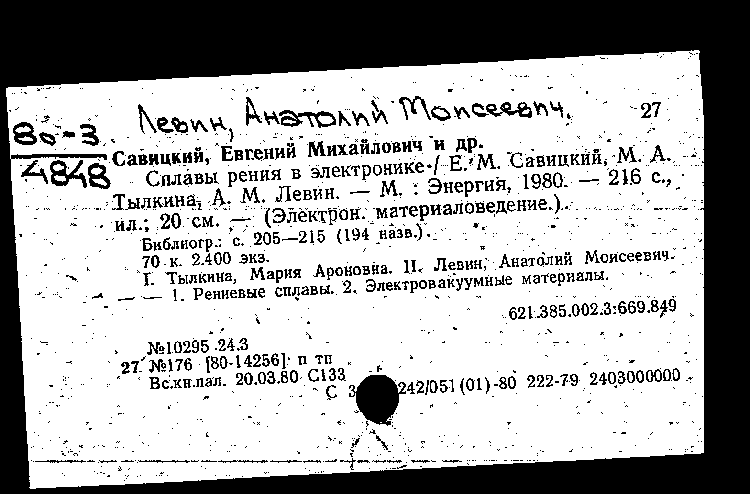 Левин, Анатолий Моисеевич.
27
80-3
4848
Савицкий, Евгений Михайлович и др.
Сплавы рения в электронике / Е. М. Савицкий, М. А.
Тылкина, А. М. Левин. — М. : Энергия, 1980. — 216 с.,
ил.; 20 см. — (Электрон. материаловедение.).
Библиогр.: с. 205—215 (194 назв.).
70 к. 2.400 экз.
I. Тылкина, Мария Ароновна. II. Левин, Анатолий Моисеевич.
— — 1. Рениевые сплавы. 2. Электровакуумные материалы.
621.385.002.3:669.849
№10295 24.3
27 №176 [80-14256] п тп
Вс.кн.пал. 20.03.80 С133
С 3 242/051 (01)-80 222-79 2403000000